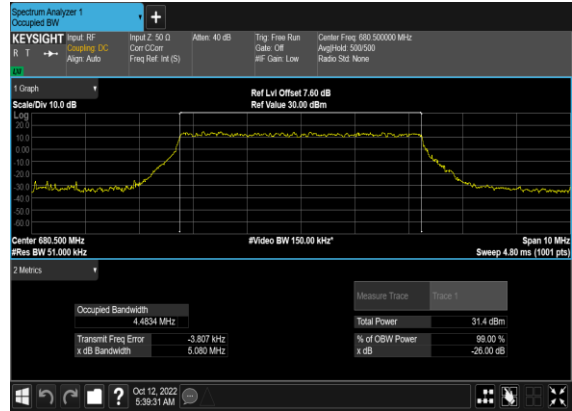 Spectrum Analyzer 1
Occupied BW
+
KEYSIGHT Input: RF Input Z: 50 Ω Atten: 40 dB Trig: Free Run Center Freq: 680.500000 MHz
R T Coupling: DC Corr CCorr Gate: Off Avg|Hold: 500/500
Align: Auto Freq Ref: Int (S) #IF Gain: Low Radio Std: None
1 Graph
Ref Lvl Offset 7.60 dB
Scale/Div 10.0 dB Ref Value 30.00 dBm
Log
20.0
10.0
0.00
-10.0
-20.0
-30.0
-40.0
-50.0
-60.0
Center 680.500 MHz #Video BW 150.00 kHz* Span 10 MHz
#Res BW 51.000 kHz Sweep 4.80 ms (1001 pts)
2 Metrics
Measure Trace Trace 1
Occupied Bandwidth
4.4834 MHz Total Power 31.4 dBm
Transmit Freq Error -3.807 kHz % of OBW Power 99.00 %
x dB Bandwidth 5.080 MHz x dB -26.00 dB
? Oct 12, 2022
5:39:31 AM